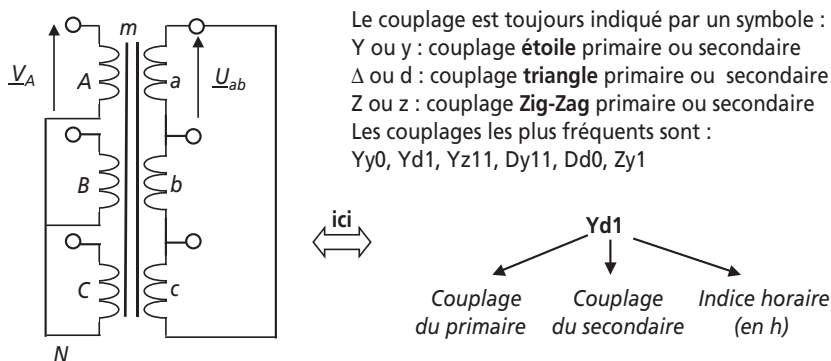 m
V_A
A
a
U_ab
B
b
C
c
N
Le couplage est toujours indiqué par un symbole :
Y ou y : couplage étoile primaire ou secondaire
Δ ou d : couplage triangle primaire ou secondaire
Z ou z : couplage Zig-Zag primaire ou secondaire
Les couplages les plus fréquents sont :
Yy0, Yd1, Yz11, Dy11, Dd0, Zy1
ici
Yd1
Couplage
du primaire
Couplage
du secondaire
Indice horaire
(en h)